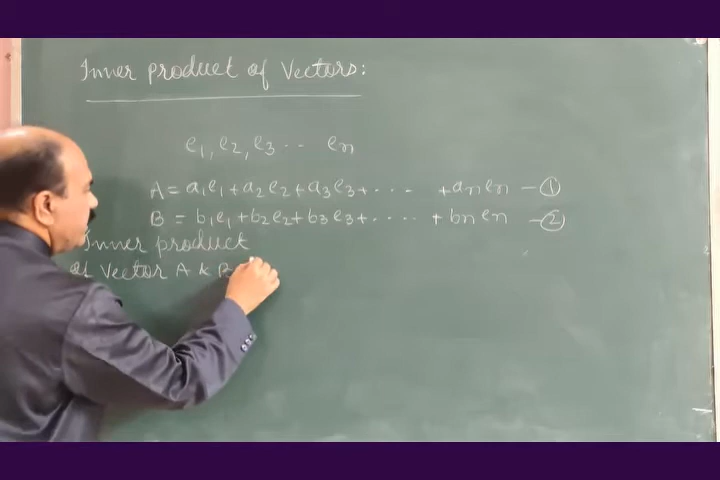 Inner product of Vectors:
e1, e2, e3 ... en
A = a1e1 + a2e2 + a3e3 + .... + anen — ①
B = b1e1 + b2e2 + b3e3 + ..... + bnen — ②
Inner product
of Vector A & B